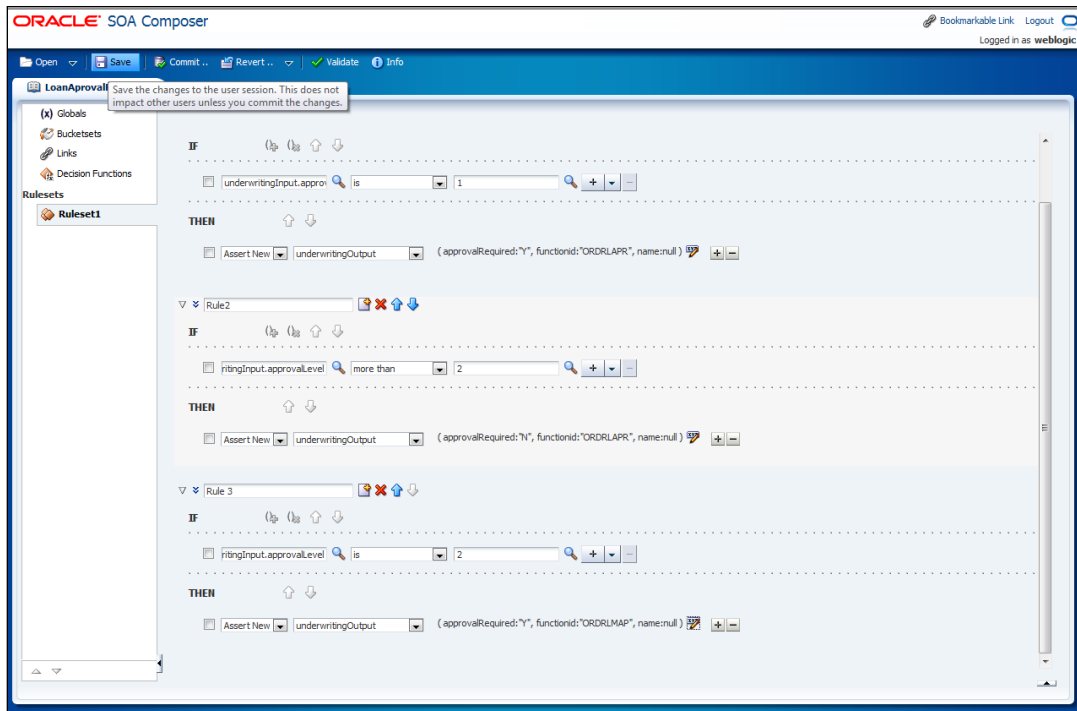 ORACLE SOA Composer
Bookmarkable Link Logout
Logged in as weblogic
Open Save Commit .. Revert .. Validate Info
Save the changes to the user session. This does not
impact other users unless you commit the changes.
(x) Globals
Bucketsets
Links
Decision Functions
Rulesets
Ruleset1
IF
underwritingInput.approv is 1
THEN
Assert New underwritingOutput ( approvalRequired:"Y", functionid:"ORDRLAPR", name:null )
Rule2
IF
ritingInput.approvalLevel more than 2
THEN
Assert New underwritingOutput ( approvalRequired:"N", functionid:"ORDRLAPR", name:null )
Rule 3
IF
ritingInput.approvalLevel is 2
THEN
Assert New underwritingOutput ( approvalRequired:"Y", functionid:"ORDRLMAP", name:null )